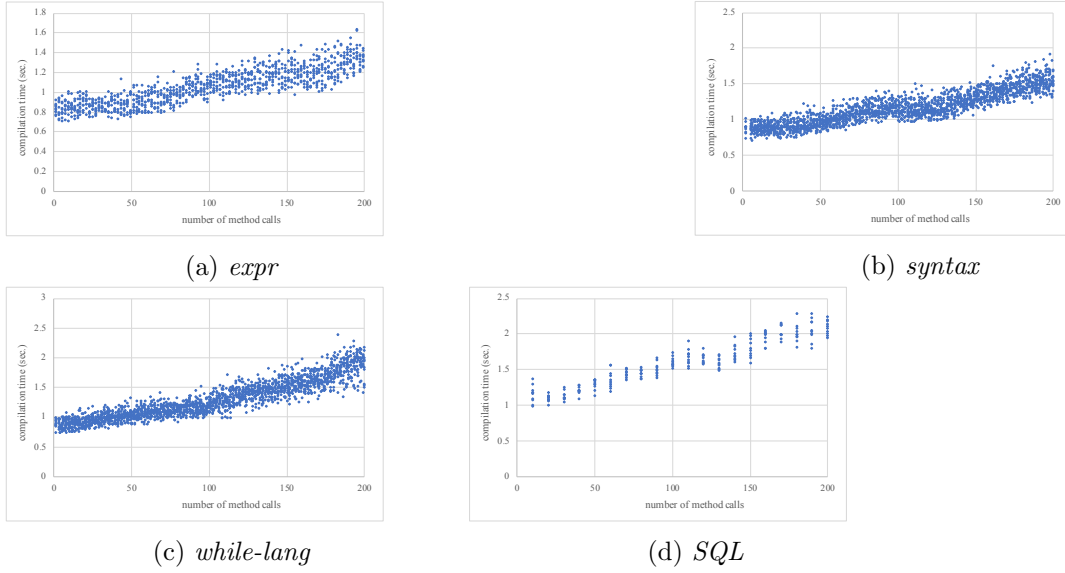 1.8
1.6
1.4
1.2
1
0.8
0.6
0.4
0.2
0
compilation time (sec.)
0 50 100 150 200
number of method calls
(a) expr
2.5
2
1.5
1
0.5
0
compilation time (sec.)
0 50 100 150 200
number of method calls
(b) syntax
3
2.5
2
1.5
1
0.5
0
compilation time (sec.)
0 50 100 150 200
number of method calls
(c) while-lang
2.5
2
1.5
1
0.5
0
compilation time (sec.)
0 50 100 150 200
number of method calls
(d) SQL